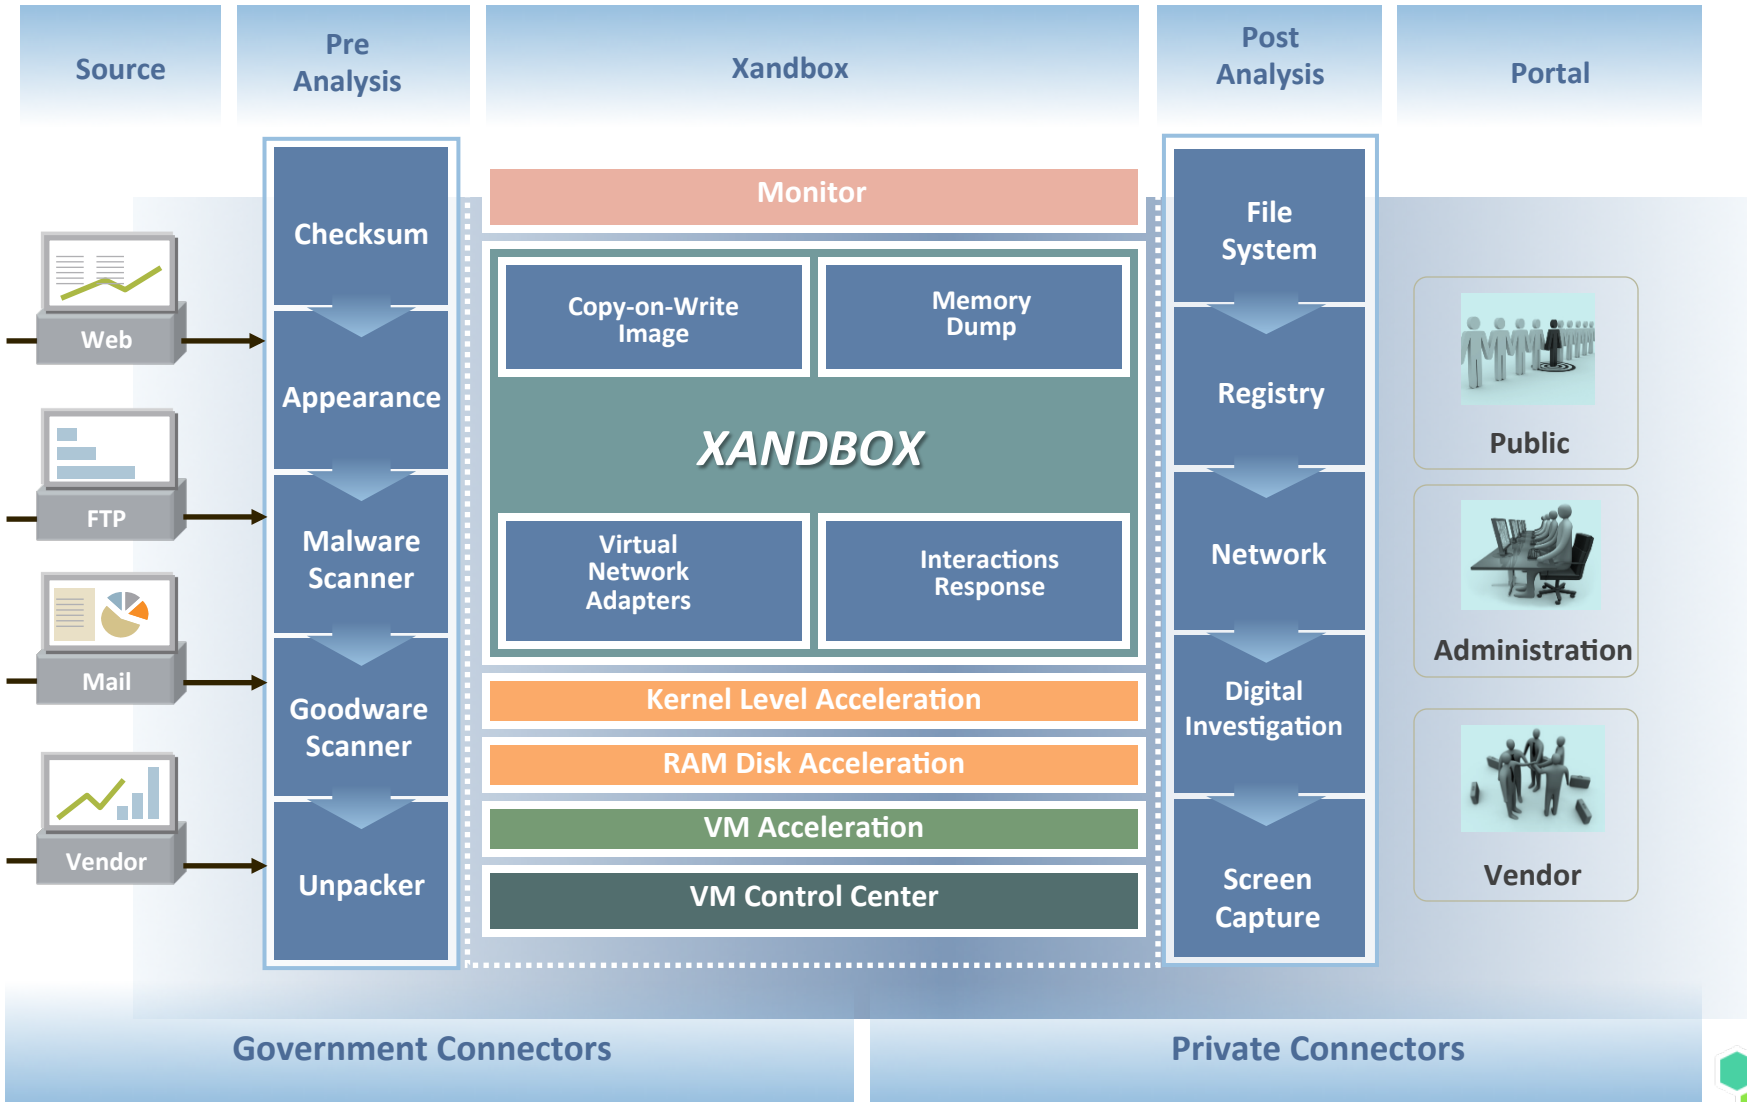 Source
Pre
Analysis
Xandbox
Post
Analysis
Portal
Web
FTP
Mail
Vendor
Checksum
Appearance
Malware
Scanner
Goodware
Scanner
Unpacker
Monitor
Copy-on-Write
Image
Memory
Dump
XANDBOX
Virtual
Network
Adapters
Interactions
Response
Kernel Level Acceleration
RAM Disk Acceleration
VM Acceleration
VM Control Center
File
System
Registry
Network
Digital
Investigation
Screen
Capture
Public
Administration
Vendor
Government Connectors
Private Connectors